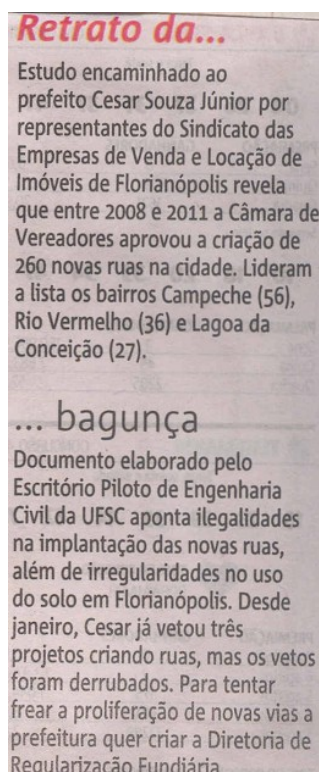 Retrato da...
Estudo encaminhado ao
prefeito Cesar Souza Júnior por
representantes do Sindicato das
Empresas de Venda e Locação de
Imóveis de Florianópolis revela
que entre 2008 e 2011 a Câmara de
Vereadores aprovou a criação de
260 novas ruas na cidade. Lideram
a lista os bairros Campeche (56),
Rio Vermelho (36) e Lagoa da
Conceição (27).
... bagunça
Documento elaborado pelo
Escritório Piloto de Engenharia
Civil da UFSC aponta ilegalidades
na implantação das novas ruas,
além de irregularidades no uso
do solo em Florianópolis. Desde
janeiro, Cesar já vetou três
projetos criando ruas, mas os vetos
foram derrubados. Para tentar
frear a proliferação de novas vias a
prefeitura quer criar a Diretoria de
Regularização Fundiária